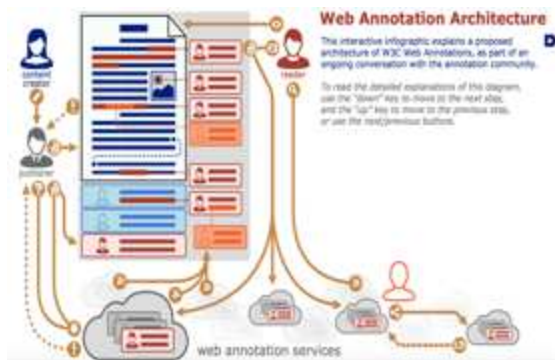 Web Annotation Architecture
This interactive infographic explains a proposed
architecture of W3C Web Annotations, as part of an
ongoing conversation with the annotation community.
To read the detailed explanations of this diagram,
use the "down" key to move to the next step,
and the "up" key to move to the previous step,
or use the next/previous buttons.
content
creator
reader
publisher
web annotation services